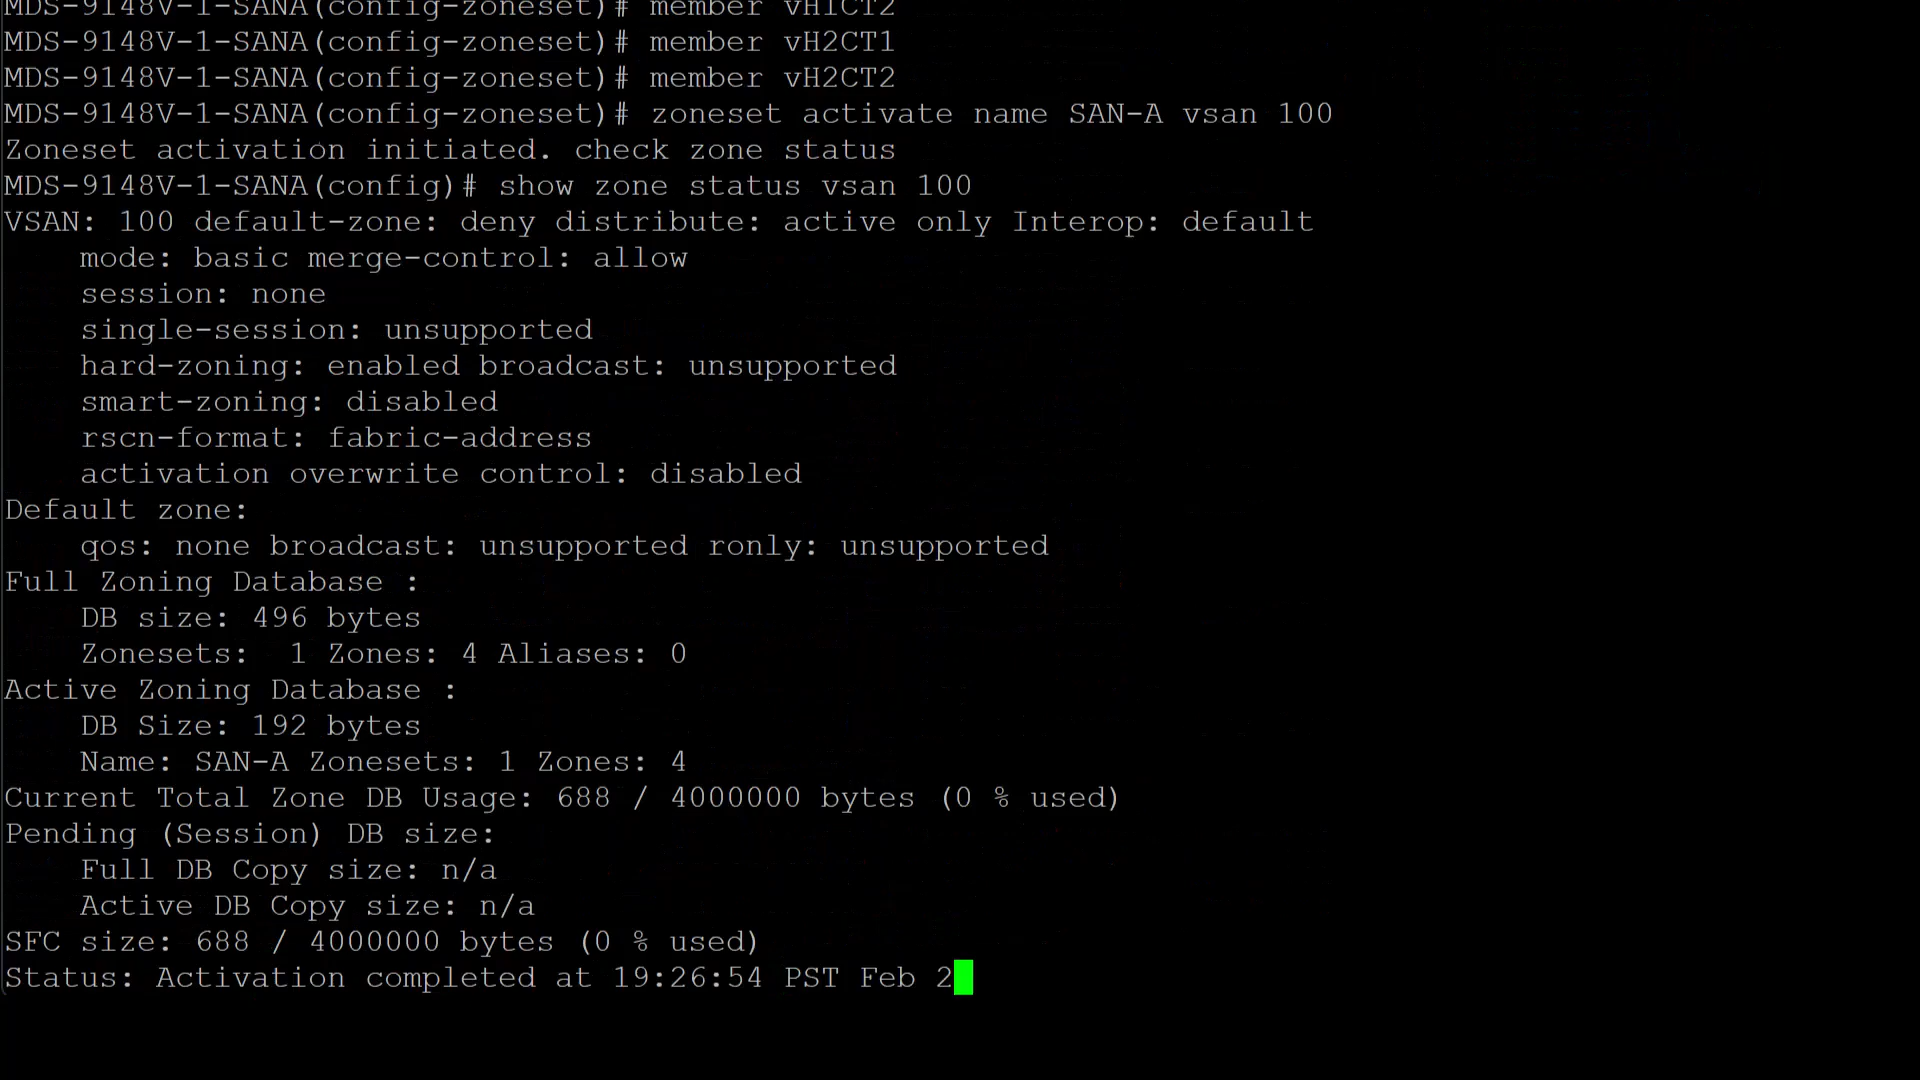 MDS-9148V-1-SANA(config-zoneset)# member vH1CT2
MDS-9148V-1-SANA(config-zoneset)# member vH2CT1
MDS-9148V-1-SANA(config-zoneset)# member vH2CT2
MDS-9148V-1-SANA(config-zoneset)# zoneset activate name SAN-A vsan 100
Zoneset activation initiated. check zone status
MDS-9148V-1-SANA(config)# show zone status vsan 100
VSAN: 100 default-zone: deny distribute: active only Interop: default
    mode: basic merge-control: allow
    session: none
    single-session: unsupported
    hard-zoning: enabled broadcast: unsupported
    smart-zoning: disabled
    rscn-format: fabric-address
    activation overwrite control: disabled
Default zone:
    qos: none broadcast: unsupported ronly: unsupported
Full Zoning Database :
    DB size: 496 bytes
    Zonesets:  1 Zones: 4 Aliases: 0
Active Zoning Database :
    DB Size: 192 bytes
    Name: SAN-A Zonesets: 1 Zones: 4
Current Total Zone DB Usage: 688 / 4000000 bytes (0 % used)
Pending (Session) DB size:
    Full DB Copy size: n/a
    Active DB Copy size: n/a
SFC size: 688 / 4000000 bytes (0 % used)
Status: Activation completed at 19:26:54 PST Feb 2